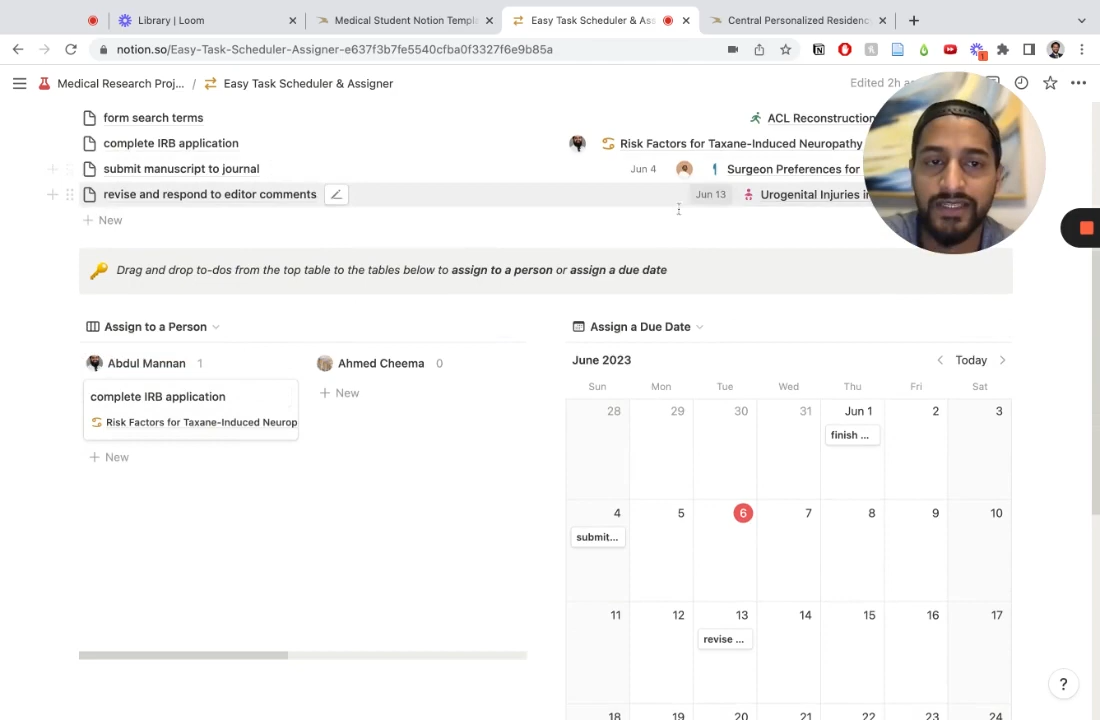 Library | Loom
Medical Student Notion Templ
Easy Task Scheduler & Ass
Central Personalized Residenc
notion.so/Easy-Task-Scheduler-Assigner-e637f3b7fe5540cfba0f3327f6e9b85a
1
Medical Research Proj... / Easy Task Scheduler & Assigner
Edited 2h
form search terms
ACL Reconstruction
complete IRB application
Risk Factors for Taxane-Induced Neuropathy
submit manuscript to journal
Jun 4
Surgeon Preferences for
revise and respond to editor comments
Jun 13
Urogenital Injuries i
New
Drag and drop to-dos from the top table to the tables below to assign to a person or assign a due date
Assign to a Person
Assign a Due Date
Abdul Mannan 1
Ahmed Cheema 0
June 2023
Today
complete IRB application
New
Risk Factors for Taxane-Induced Neurop
New
Sun Mon Tue Wed Thu Fri Sat
28 29 30 31 Jun 1 2 3
finish ...
4 5 6 7 8 9 10
submit...
11 12 13 14 15 16 17
revise ...
18 19 20 21 22 23 24
?